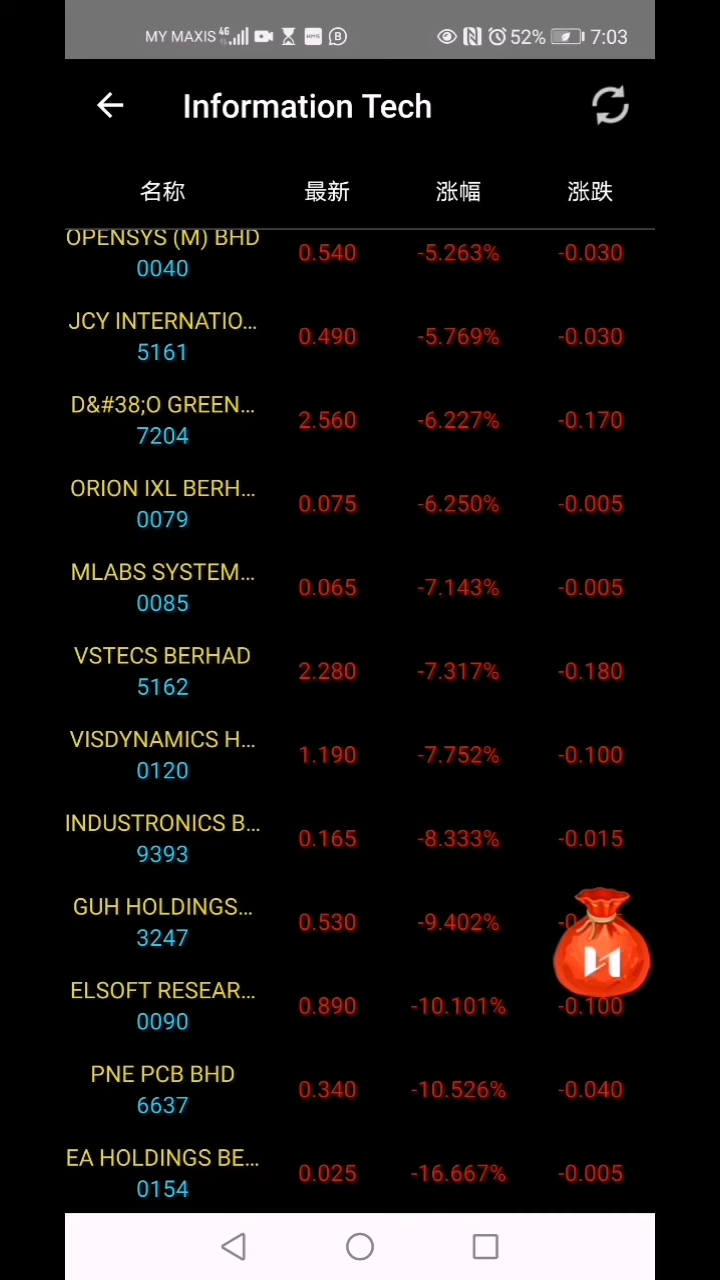 MY MAXIS 4G 52% 7:03
Information Tech
名称 最新 涨幅 涨跌
OPENSYS (M) BHD
0040 0.540 -5.263% -0.030
JCY INTERNATIO...
5161 0.490 -5.769% -0.030
D&#38;O GREEN...
7204 2.560 -6.227% -0.170
ORION IXL BERH...
0079 0.075 -6.250% -0.005
MLABS SYSTEM...
0085 0.065 -7.143% -0.005
VSTECS BERHAD
5162 2.280 -7.317% -0.180
VISDYNAMICS H...
0120 1.190 -7.752% -0.100
INDUSTRONICS B...
9393 0.165 -8.333% -0.015
GUH HOLDINGS...
3247 0.530 -9.402%
ELSOFT RESEAR...
0090 0.890 -10.101% -0.100
PNE PCB BHD
6637 0.340 -10.526% -0.040
EA HOLDINGS BE...
0154 0.025 -16.667% -0.005